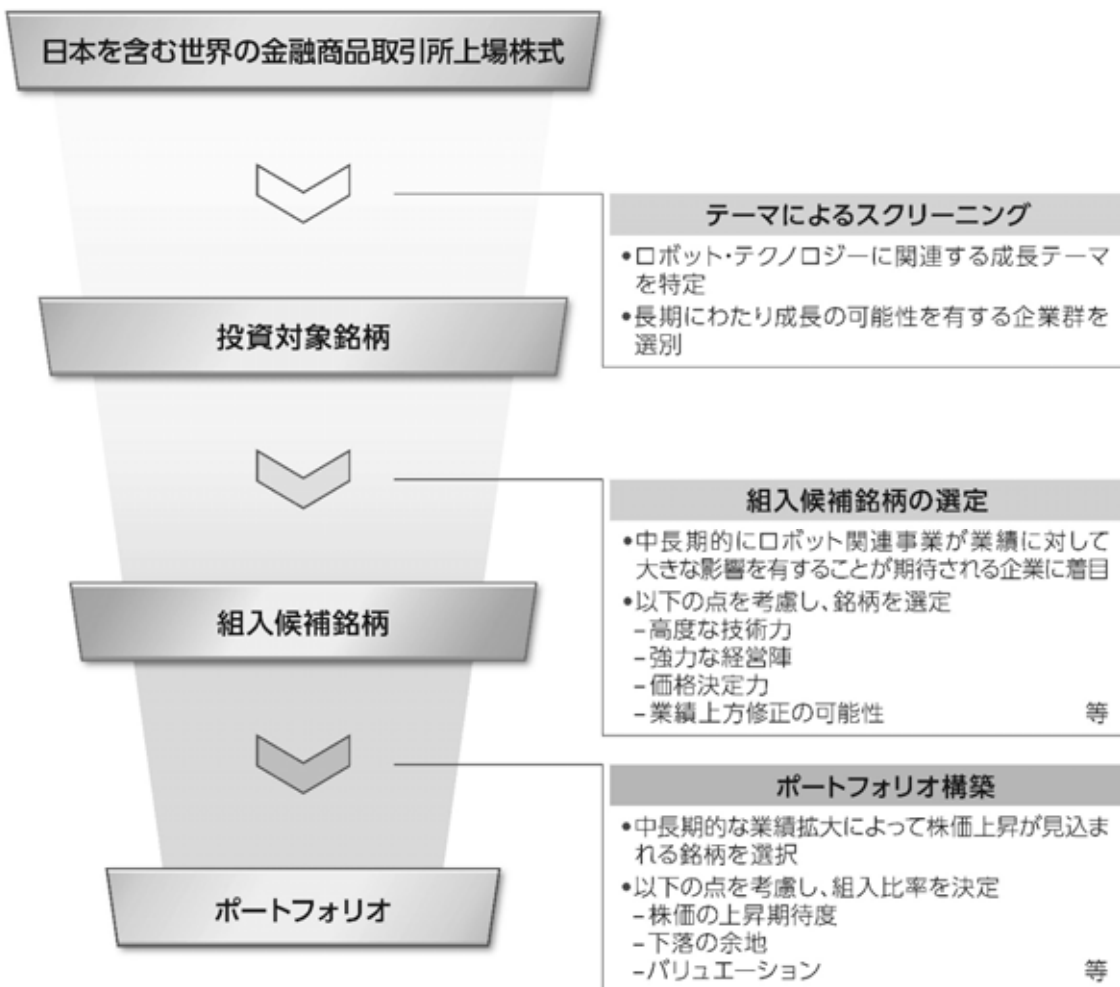 日本を含む世界の金融商品取引所上場株式
テーマによるスクリーニング
•ロボット・テクノロジーに関連する成長テーマ
を特定
•長期にわたり成長の可能性を有する企業群を
選別
投資対象銘柄
組入候補銘柄の選定
•中長期的にロボット関連事業が業績に対して
大きな影響を有することが期待される企業に着目
•以下の点を考慮し、銘柄を選定
−高度な技術力
−強力な経営陣
−価格決定力
−業績上方修正の可能性 等
組入候補銘柄
ポートフォリオ構築
•中長期的な業績拡大によって株価上昇が見込ま
れる銘柄を選択
•以下の点を考慮し、組入比率を決定
−株価の上昇期待度
−下落の余地
−バリュエーション 等
ポートフォリオ